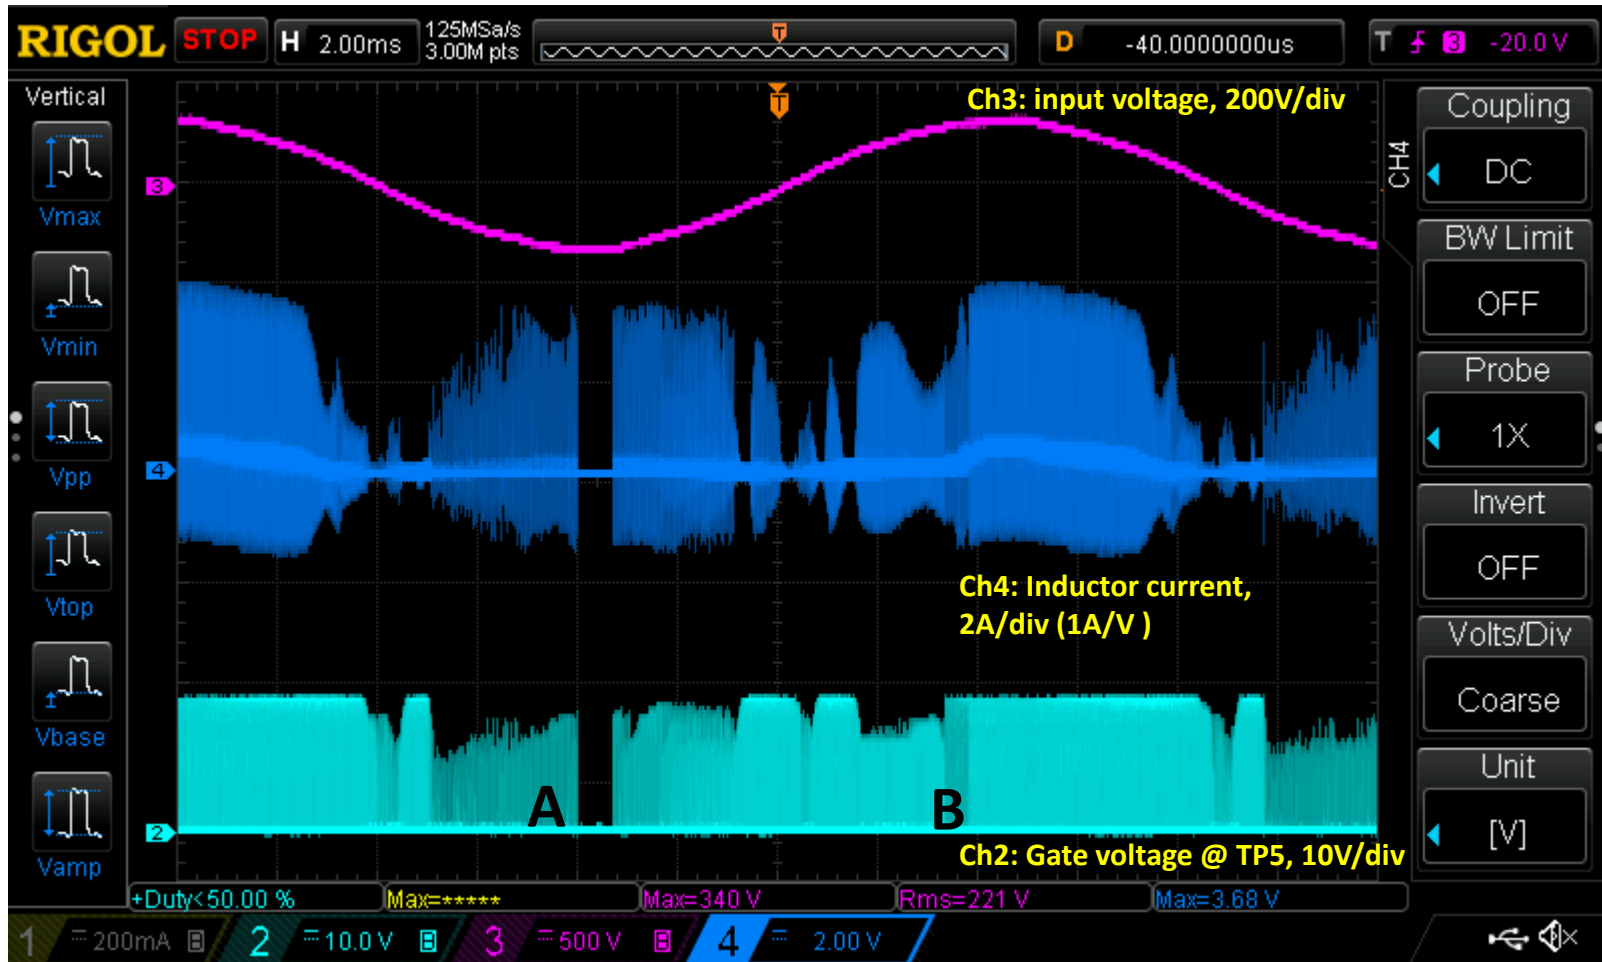 RIGOL STOP H 2.00ms 125MSa/s 3.00M pts T D -40.0000000us T 3 -20.0 V
Vertical
Vmax
Vmin
Vpp
Vtop
Vbase
Vamp
T
Ch3: input voltage, 200V/div
3
4
Ch4: Inductor current,
2A/div (1A/V )
A
B
2
Ch2: Gate voltage @ TP5, 10V/div
CH4
Coupling
DC
BW Limit
OFF
Probe
1X
Invert
OFF
Volts/Div
Coarse
Unit
[V]
+Duty<50.00 % Max=***** Max=340 V Rms=221 V Max=3.68 V
1 200mA B 2 10.0 V B 3 500 V B 4 2.00 V